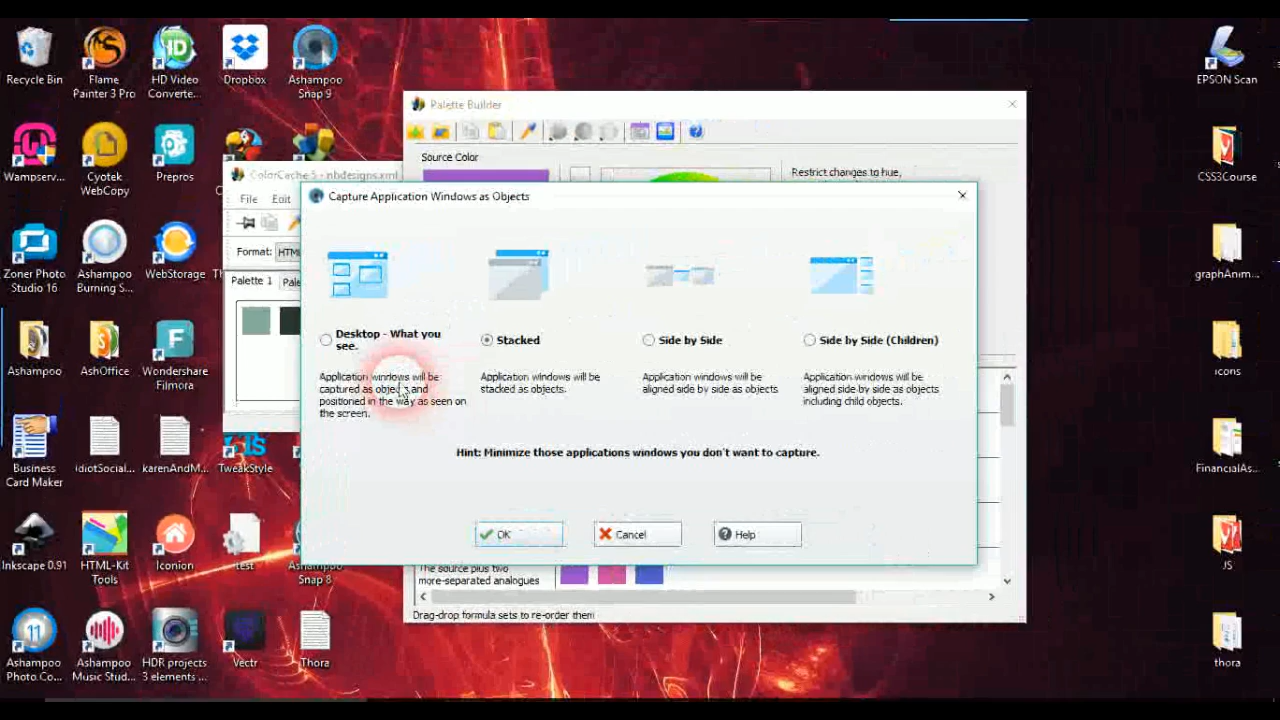 Recycle Bin
Flame
Painter 3 Pro
HD Video
Converte...
Dropbox
Ashampoo
Snap 9
EPSON Scan
Palette Builder
Source Color
Restrict changes to hue,
Wampserv...
Cyotek
WebCopy
Prepros
CSS3Course
ColorCache 5 - nbdesigns.xml
File Edit
Format: HTM
Palette 1 Pale
Capture Application Windows as Objects
Desktop - What you
see.
Stacked
Side by Side
Side by Side (Children)
Application windows will be
captured as objects and
positioned in the way as seen on
the screen.
Application windows will be
stacked as objects.
Application windows will be
aligned side by side as objects
Application windows will be
aligned side by side as objects
including child objects.
Hint: Minimize those applications windows you don't want to capture.
OK
Cancel
Help
Zoner Photo
Studio 16
Ashampoo
Burning S...
WebStorage
graphAnim...
Ashampoo
AshOffice
Wondershare
Filmora
icons
Business
Card Maker
idiotSocial...
karenAndM...
TweakStyle
FinancialAs...
Inkscape 0.91
HTML-Kit
Tools
Iconion
test
Ashampoo
Snap 8
JS
The source plus two
more-separated analogues
Drag-drop formula sets to re-order them
11
Ashampoo
Photo.Co...
Ashampoo
Music Stud...
HDR projects
3 elements ...
Vectr
Thora
thora